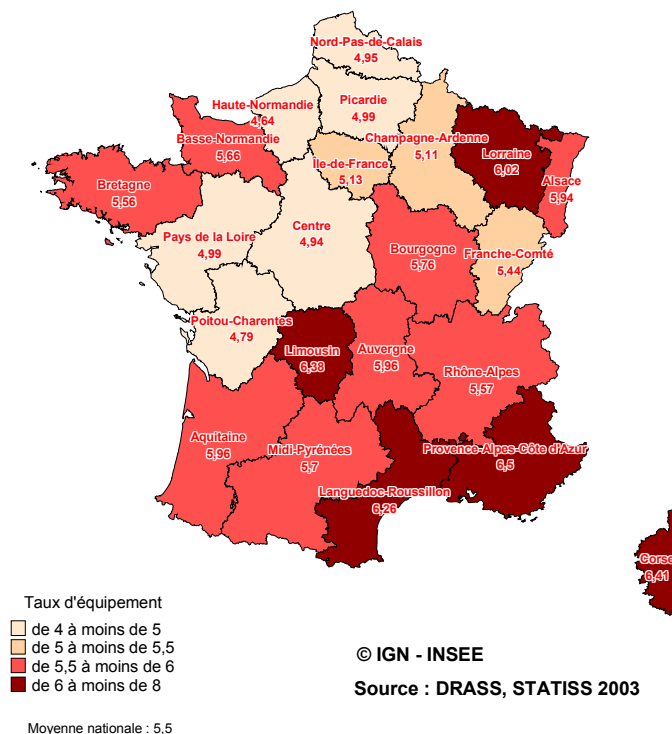 Nord-Pas-de-Calais
4,95
Haute-Normandie
4,64
Picardie
4,99
Basse-Normandie
5,66
Champagne-Ardenne
5,11
Île-de-France
5,13
Lorraine
6,02
Alsace
5,94
Bretagne
5,56
Pays de la Loire
4,99
Centre
4,94
Bourgogne
5,76
Franche-Comté
5,44
Poitou-Charentes
4,79
Limousin
6,38
Auvergne
5,96
Rhône-Alpes
5,57
Aquitaine
5,96
Midi-Pyrénées
5,7
Provence-Alpes-Côte d'Azur
6,5
Languedoc-Roussillon
6,26
Corse
6,41
Taux d'équipement
de 4 à moins de 5
de 5 à moins de 5,5
de 5,5 à moins de 6
de 6 à moins de 8
© IGN - INSEE
Source : DRASS, STATISS 2003
Moyenne nationale : 5,5